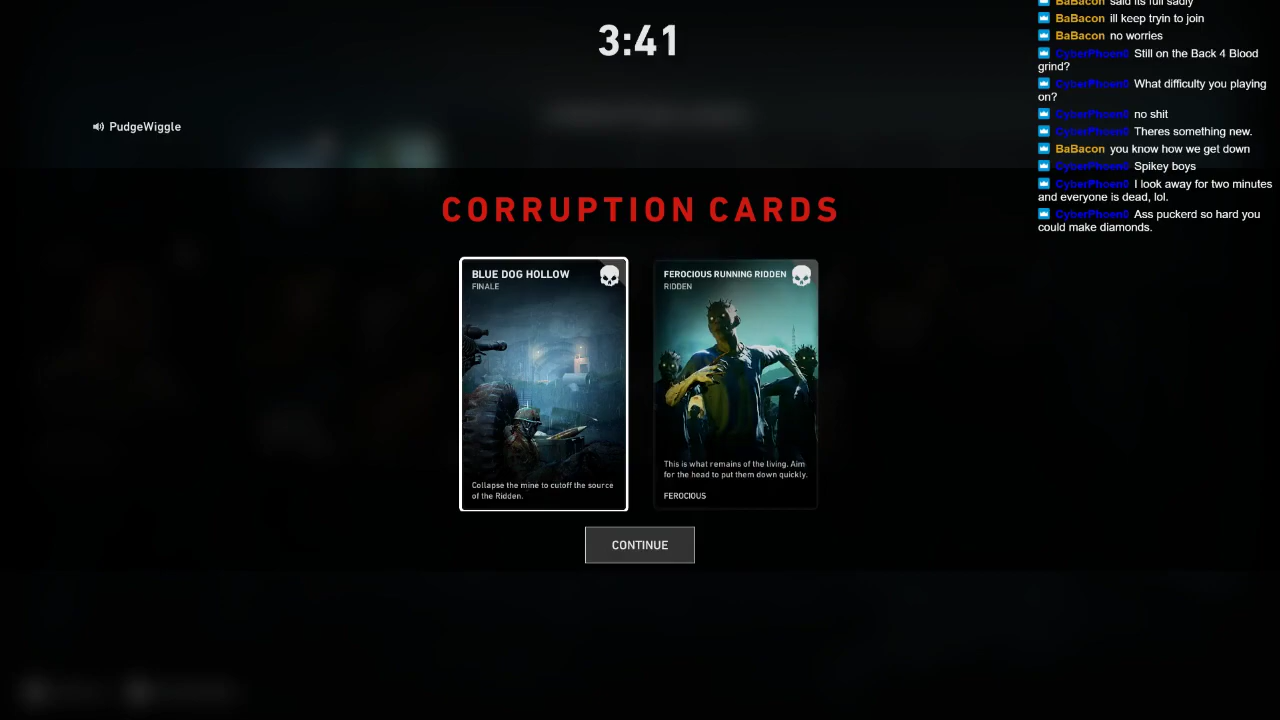 3:41
PudgeWiggle
CORRUPTION CARDS
BLUE DOG HOLLOW
FINALE
Collapse the mine to cutoff the source
of the Ridden.
FEROCIOUS RUNNING RIDDEN
RIDDEN
This is what remains of the living. Aim
for the head to put them down quickly.
FEROCIOUS
CONTINUE
BaBacon said its full sadly
BaBacon ill keep tryin to join
BaBacon no worries
CyberPhoen0 Still on the Back 4 Blood
grind?
CyberPhoen0 What difficulty you playing
on?
CyberPhoen0 no shit
CyberPhoen0 Theres something new.
BaBacon you know how we get down
CyberPhoen0 Spikey boys
CyberPhoen0 I look away for two minutes
and everyone is dead, lol.
CyberPhoen0 Ass puckerd so hard you
could make diamonds.